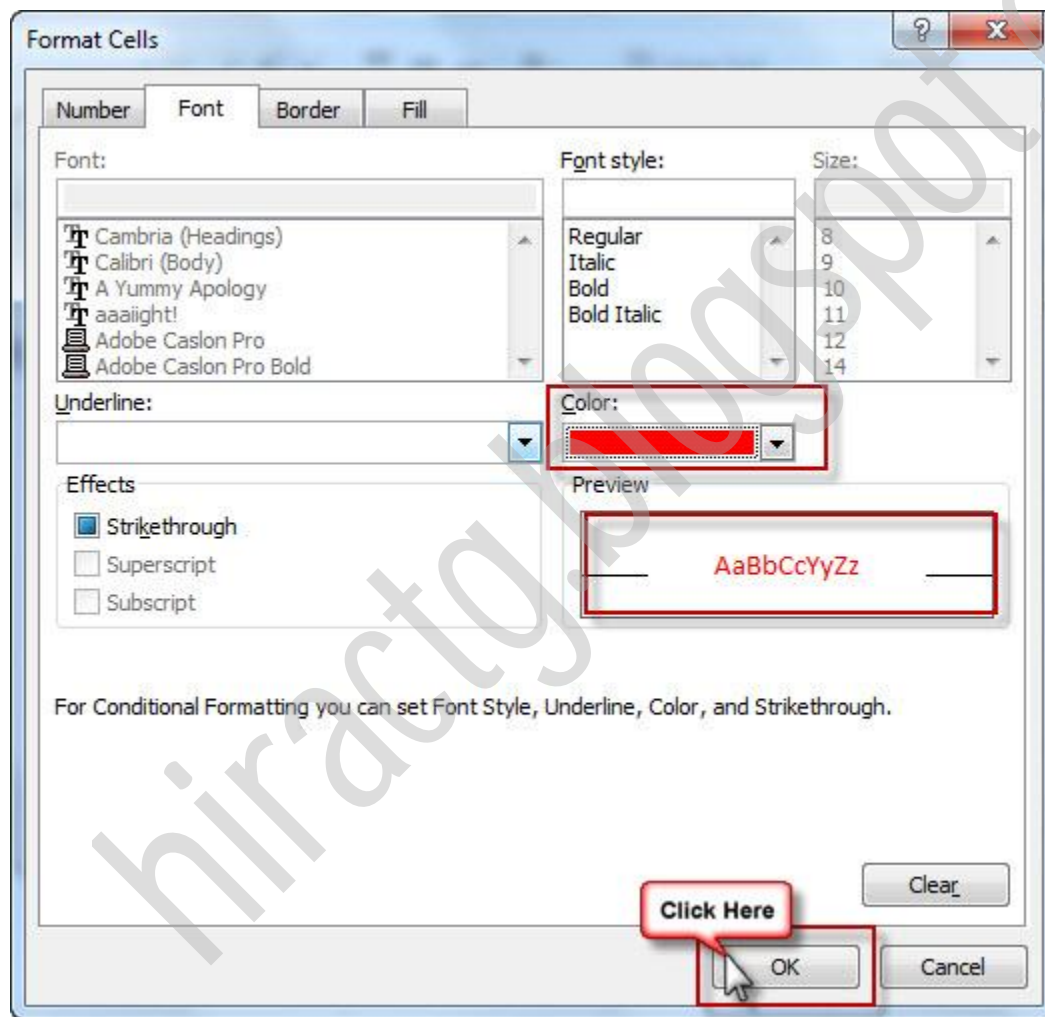 Format Cells
Number Font Border Fill
Font: Font style: Size:
Cambria (Headings) Regular 8
Calibri (Body) Italic 9
A Yummy Apology Bold 10
aaaiight! Bold Italic 11
Adobe Caslon Pro 12
Adobe Caslon Pro Bold 14
Underline: Color:
Effects Preview
Strikethrough
AaBbCcYyZz
Superscript
Subscript
For Conditional Formatting you can set Font Style, Underline, Color, and Strikethrough.
Clear
Click Here
OK Cancel
hiractg.blogspot